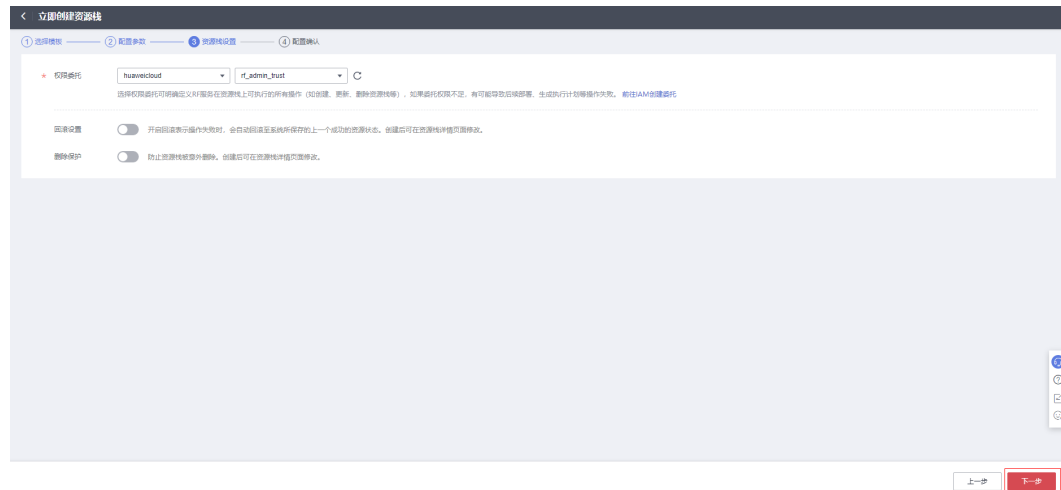 立即创建资源栈
1 选择模板
2 配置参数
3 资源栈设置
4 配置确认
* 权限委托
huaweicloud
rf_admin_trust
选择权限委托可明确定义RF服务在资源栈上可执行的所有操作（如创建、更新、删除资源栈等）, 如果委托权限不足, 有可能导致后续部署、生成执行计划等操作失败。 前往IAM创建委托
回滚设置
开启回滚表示操作失败时, 会自动回滚至系统所保存的上一个成功的资源状态。创建后可在资源栈详情页面修改。
删除保护
防止资源栈被意外删除。创建后可在资源栈详情页面修改。
上一步
下一步